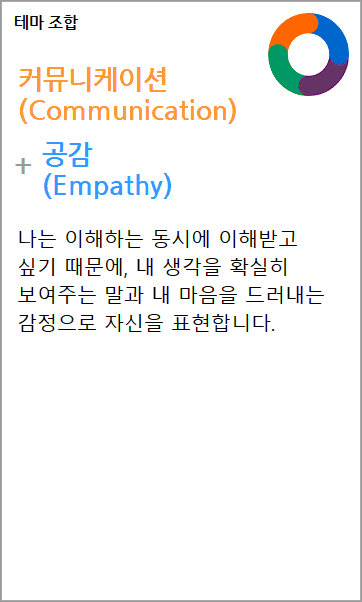 테마 조합
커뮤니케이션
(Communication)
+ 공감
(Empathy)
나는 이해하는 동시에 이해받고
싶기 때문에, 내 생각을 확실히
보여주는 말과 내 마음을 드러내는
감정으로 자신을 표현합니다.